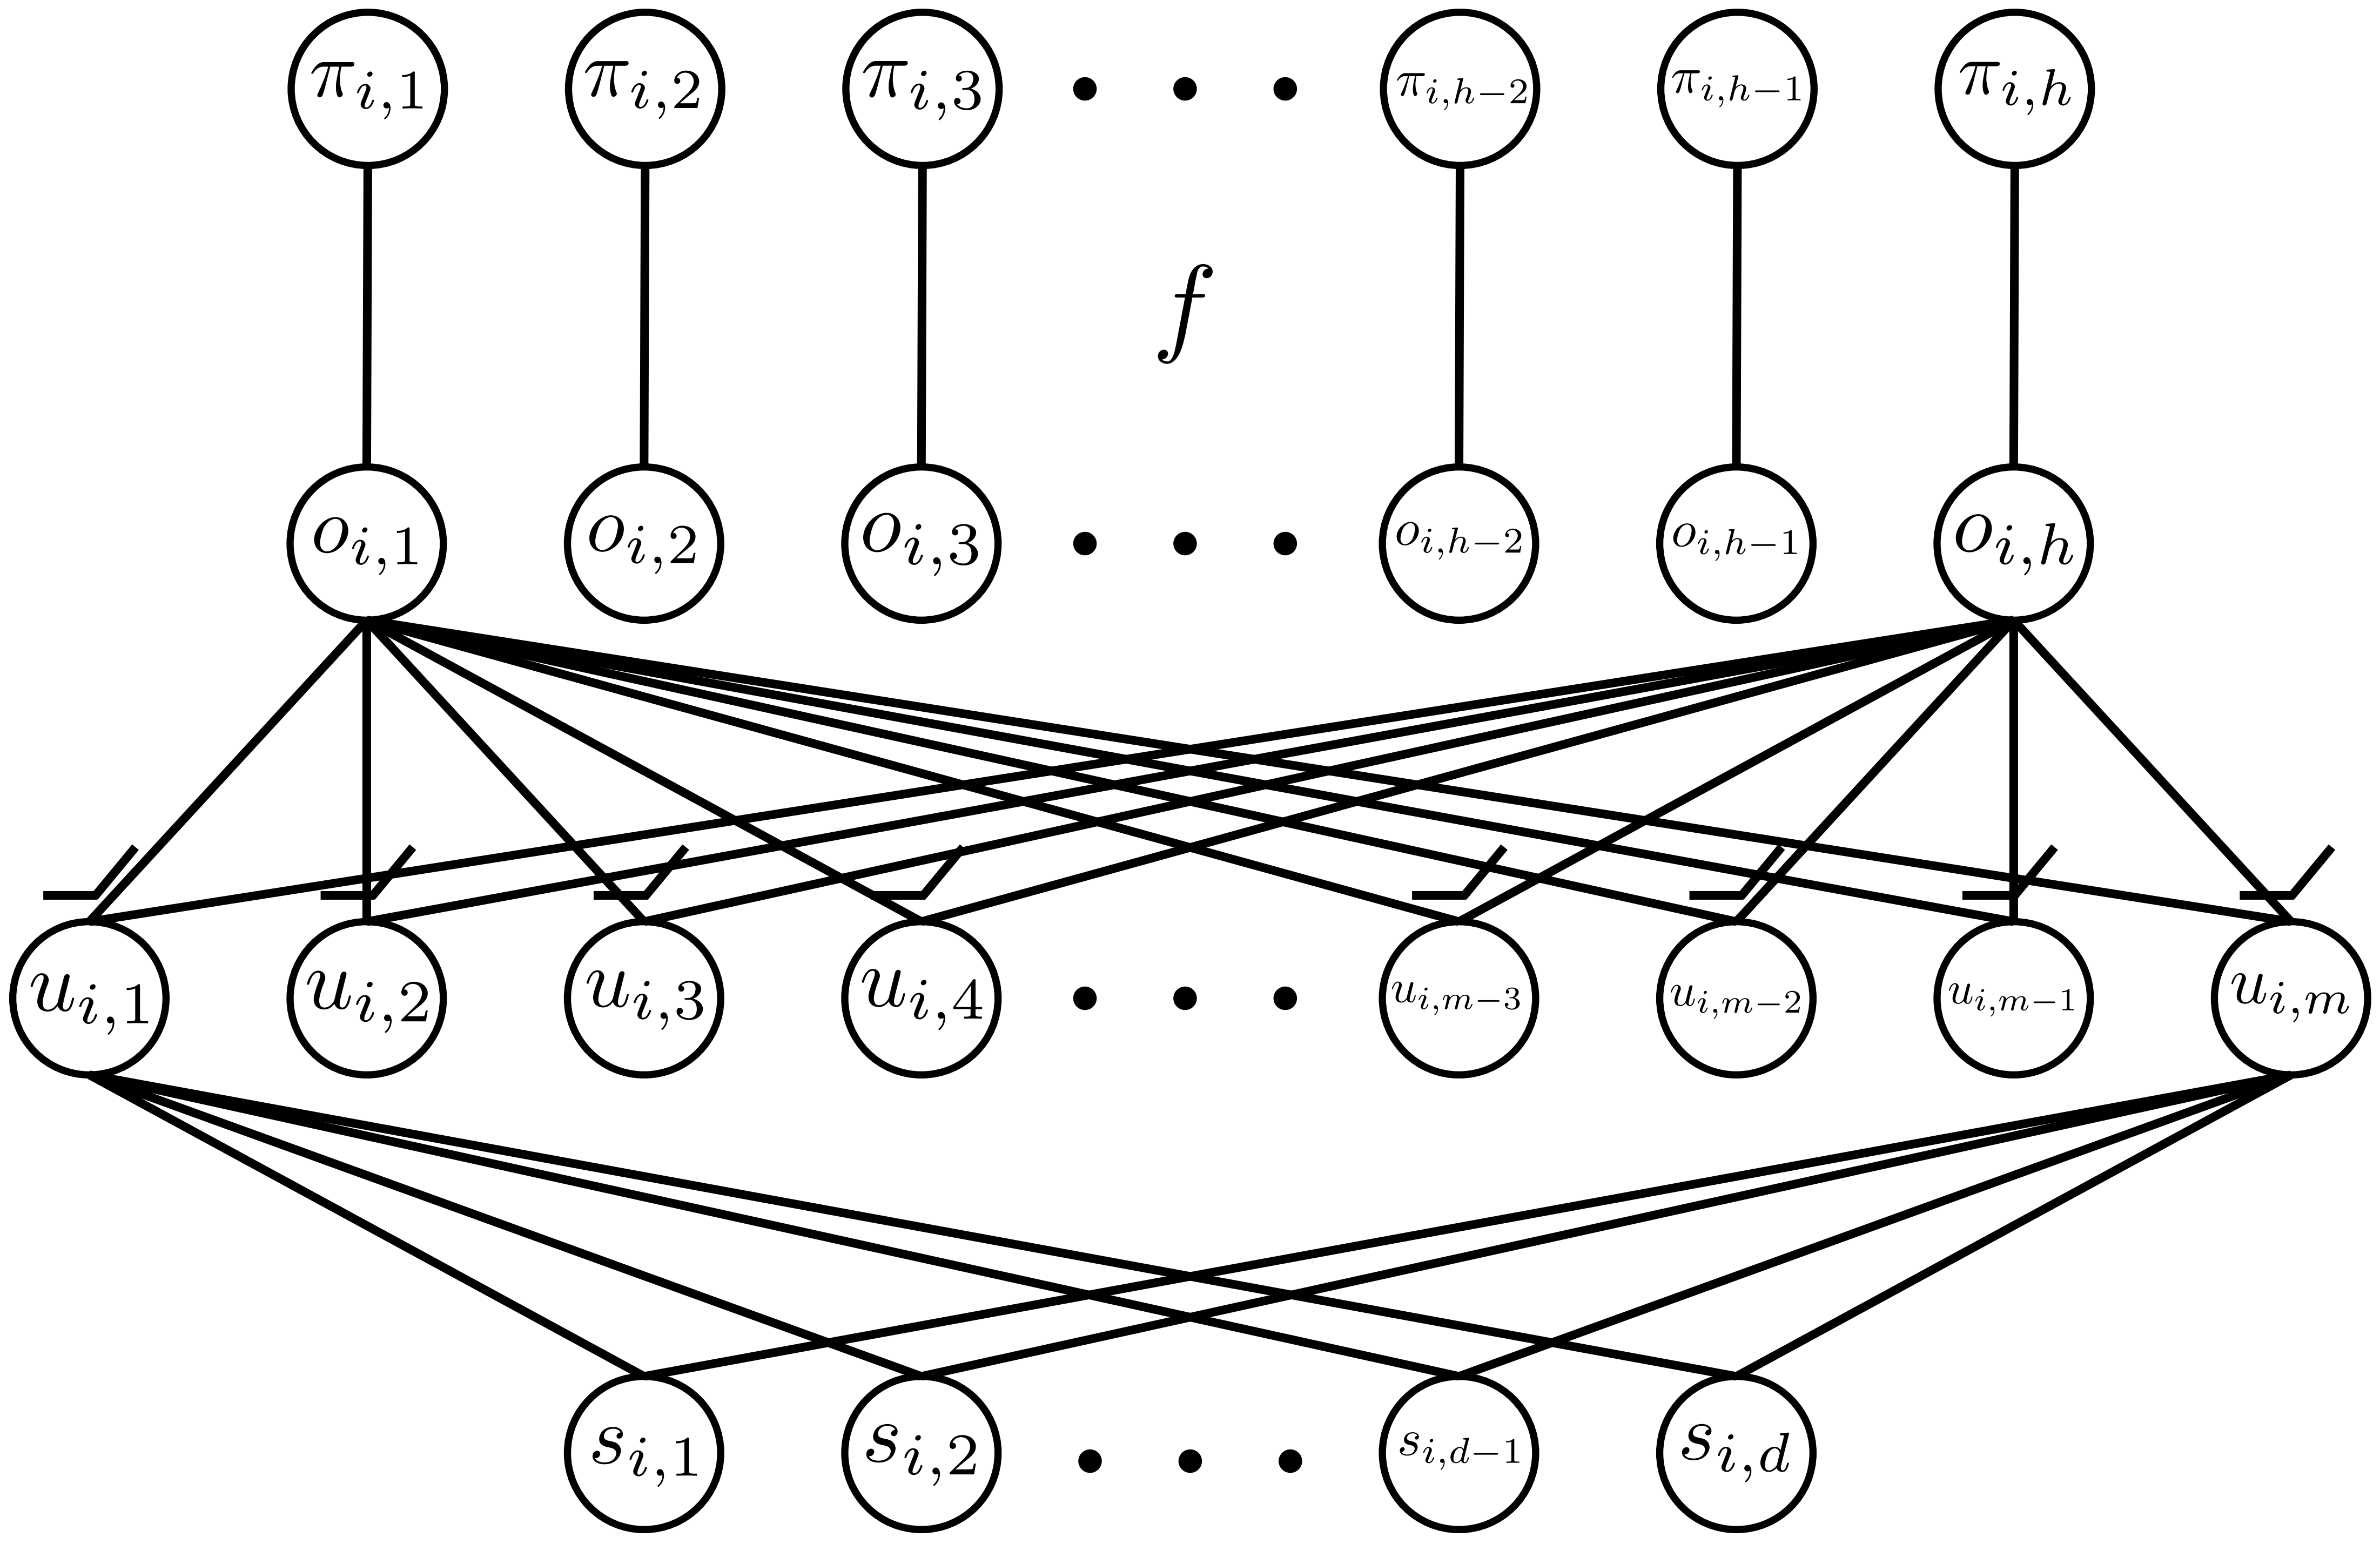 π_{i,1} π_{i,2} π_{i,3} • • • π_{i,h−2} π_{i,h−1} π_{i,h}
f
o_{i,1} o_{i,2} o_{i,3} • • • o_{i,h−2} o_{i,h−1} o_{i,h}
u_{i,1} u_{i,2} u_{i,3} u_{i,4} • • • u_{i,m−3} u_{i,m−2} u_{i,m−1} u_{i,m}
s_{i,1} s_{i,2} • • • s_{i,d−1} s_{i,d}